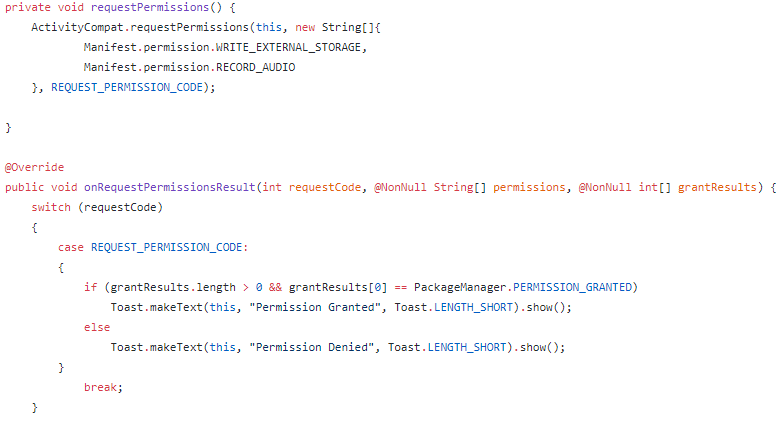 private void requestPermissions() {
    ActivityCompat.requestPermissions(this, new String[]{
            Manifest.permission.WRITE_EXTERNAL_STORAGE,
            Manifest.permission.RECORD_AUDIO
    }, REQUEST_PERMISSION_CODE);

}

@Override
public void onRequestPermissionsResult(int requestCode, @NonNull String[] permissions, @NonNull int[] grantResults) {
    switch (requestCode)
    {
        case REQUEST_PERMISSION_CODE:
        {
            if (grantResults.length > 0 && grantResults[0] == PackageManager.PERMISSION_GRANTED)
                Toast.makeText(this, "Permission Granted", Toast.LENGTH_SHORT).show();
            else
                Toast.makeText(this, "Permission Denied", Toast.LENGTH_SHORT).show();
        }
            break;
    }